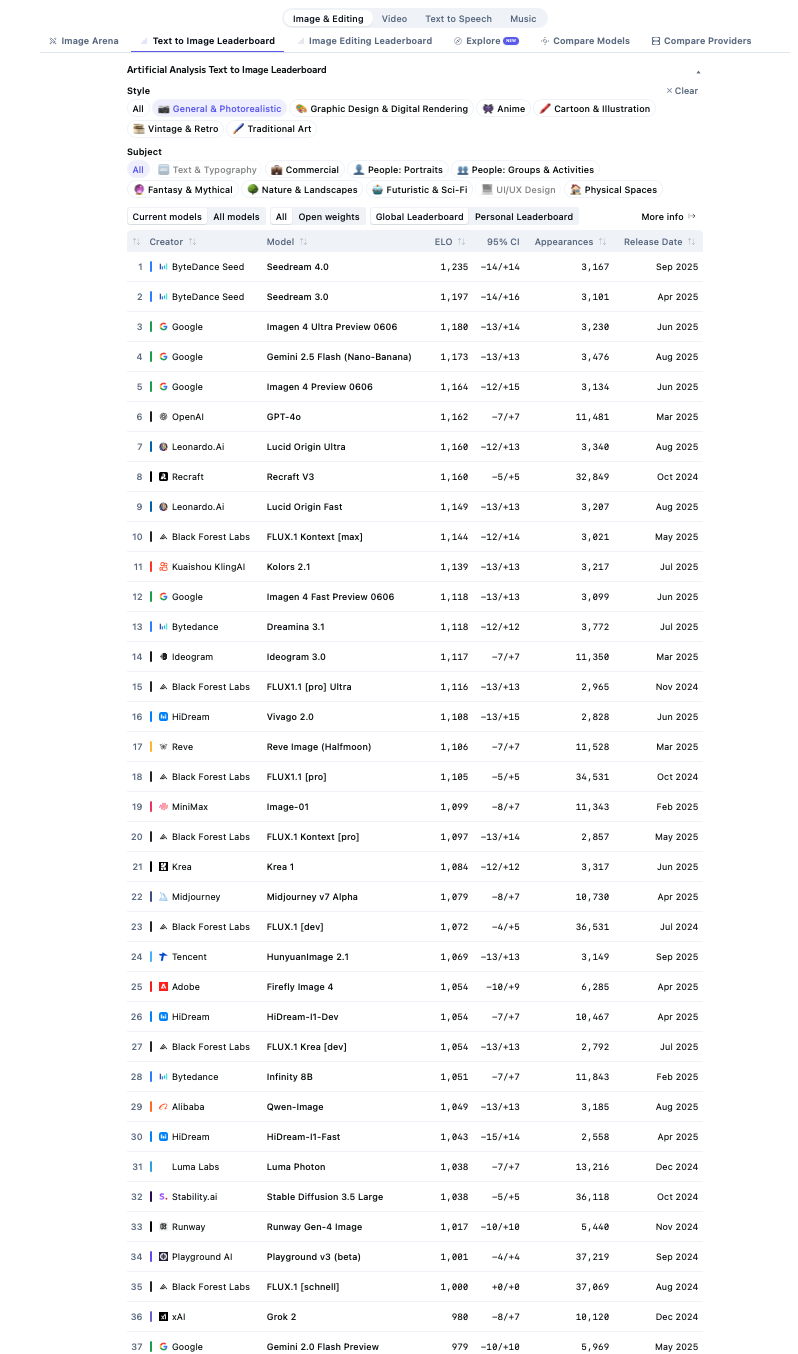 Image & Editing Video Text to Speech Music
Image Arena Text to Image Leaderboard Image Editing Leaderboard Explore NEW Compare Models Compare Providers
Artificial Analysis Text to Image Leaderboard
Style × Clear
All General & Photorealistic Graphic Design & Digital Rendering Anime Cartoon & Illustration
Vintage & Retro Traditional Art
Subject
All Text & Typography Commercial People: Portraits People: Groups & Activities
Fantasy & Mythical Nature & Landscapes Futuristic & Sci-Fi UI/UX Design Physical Spaces
Current models All models All Open weights Global Leaderboard Personal Leaderboard More info
Creator Model ELO 95% CI Appearances Release Date
1 ByteDance Seed Seedream 4.0 1,235 −14/+14 3,167 Sep 2025
2 ByteDance Seed Seedream 3.0 1,197 −14/+16 3,101 Apr 2025
3 Google Imagen 4 Ultra Preview 0606 1,180 −13/+14 3,230 Jun 2025
4 Google Gemini 2.5 Flash (Nano-Banana) 1,173 −13/+13 3,476 Aug 2025
5 Google Imagen 4 Preview 0606 1,164 −12/+15 3,134 Jun 2025
6 OpenAI GPT-4o 1,162 −7/+7 11,481 Mar 2025
7 Leonardo.Ai Lucid Origin Ultra 1,160 −12/+13 3,340 Aug 2025
8 Recraft Recraft V3 1,160 −5/+5 32,849 Oct 2024
9 Leonardo.Ai Lucid Origin Fast 1,149 −13/+13 3,207 Aug 2025
10 Black Forest Labs FLUX.1 Kontext [max] 1,144 −12/+14 3,021 May 2025
11 Kuaishou KlingAI Kolors 2.1 1,139 −13/+13 3,217 Jul 2025
12 Google Imagen 4 Fast Preview 0606 1,118 −13/+13 3,099 Jun 2025
13 Bytedance Dreamina 3.1 1,118 −12/+12 3,772 Jul 2025
14 Ideogram Ideogram 3.0 1,117 −7/+7 11,350 Mar 2025
15 Black Forest Labs FLUX1.1 [pro] Ultra 1,116 −13/+13 2,965 Nov 2024
16 HiDream Vivago 2.0 1,108 −13/+15 2,828 Jun 2025
17 Reve Reve Image (Halfmoon) 1,106 −7/+7 11,528 Mar 2025
18 Black Forest Labs FLUX1.1 [pro] 1,105 −5/+5 34,531 Oct 2024
19 MiniMax Image-01 1,099 −8/+7 11,343 Feb 2025
20 Black Forest Labs FLUX.1 Kontext [pro] 1,097 −13/+14 2,857 May 2025
21 Krea Krea 1 1,084 −12/+12 3,317 Jun 2025
22 Midjourney Midjourney v7 Alpha 1,079 −8/+7 10,730 Apr 2025
23 Black Forest Labs FLUX.1 [dev] 1,072 −4/+5 36,531 Jul 2024
24 Tencent HunyuanImage 2.1 1,069 −13/+13 3,149 Sep 2025
25 Adobe Firefly Image 4 1,054 −10/+9 6,285 Apr 2025
26 HiDream HiDream-I1-Dev 1,054 −7/+7 10,467 Apr 2025
27 Black Forest Labs FLUX.1 Krea [dev] 1,054 −13/+13 2,792 Jul 2025
28 Bytedance Infinity 8B 1,051 −7/+7 11,843 Feb 2025
29 Alibaba Qwen-Image 1,049 −13/+13 3,185 Aug 2025
30 HiDream HiDream-I1-Fast 1,043 −15/+14 2,558 Apr 2025
31 Luma Labs Luma Photon 1,038 −7/+7 13,216 Dec 2024
32 Stability.ai Stable Diffusion 3.5 Large 1,038 −5/+5 36,118 Oct 2024
33 Runway Runway Gen-4 Image 1,017 −10/+10 5,440 Nov 2024
34 Playground AI Playground v3 (beta) 1,001 −4/+4 37,219 Sep 2024
35 Black Forest Labs FLUX.1 [schnell] 1,000 +0/+0 37,069 Aug 2024
36 xAI Grok 2 980 −8/+7 10,120 Dec 2024
37 Google Gemini 2.0 Flash Preview 979 −10/+10 5,969 May 2025